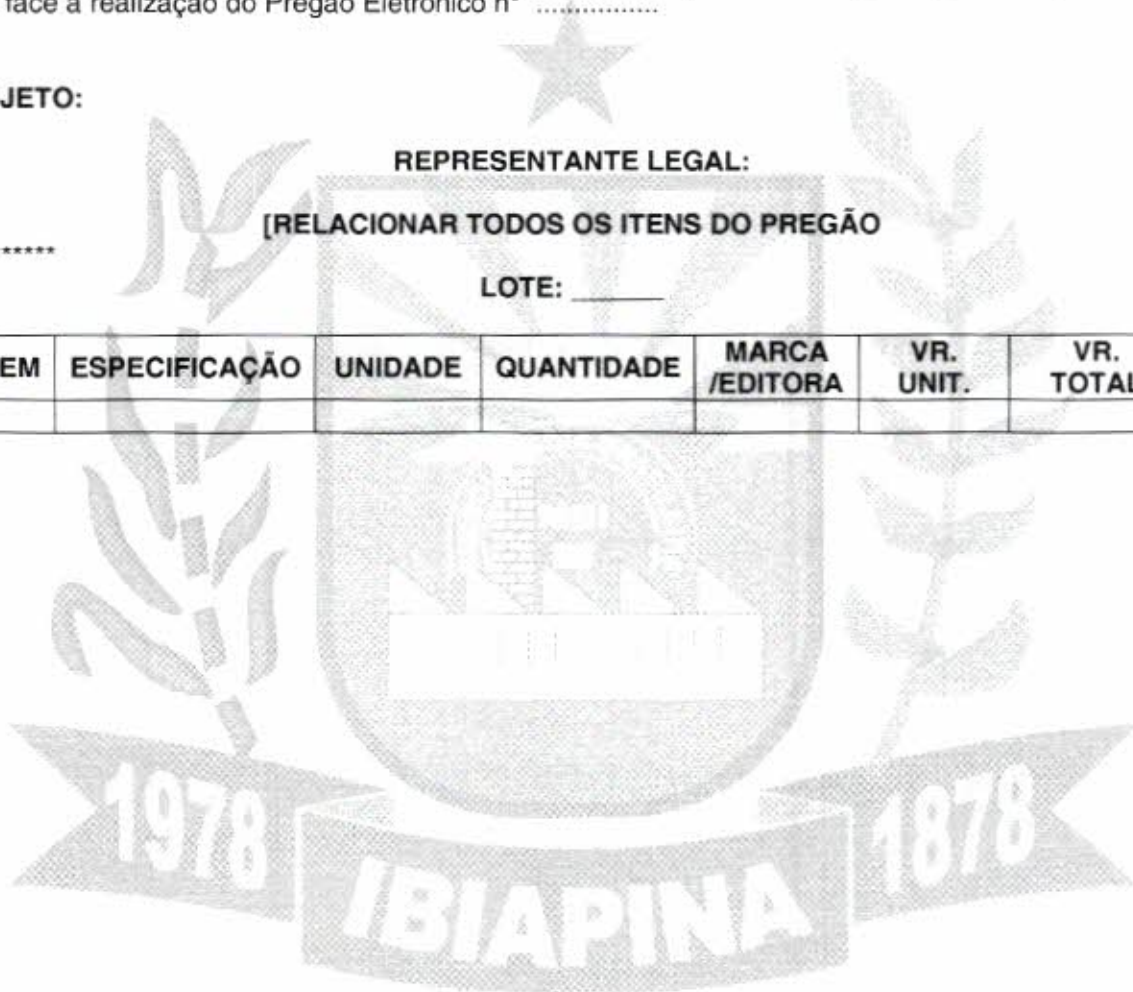 face a realização do Pregão Eletrônico nº ................
JETO:
REPRESENTANTE LEGAL:
[RELACIONAR TODOS OS ITENS DO PREGÃO
*****
LOTE: ______
EM ESPECIFICAÇÃO UNIDADE QUANTIDADE MARCA /EDITORA VR. UNIT. VR. TOTAL
1978 1878
IBIAPINA